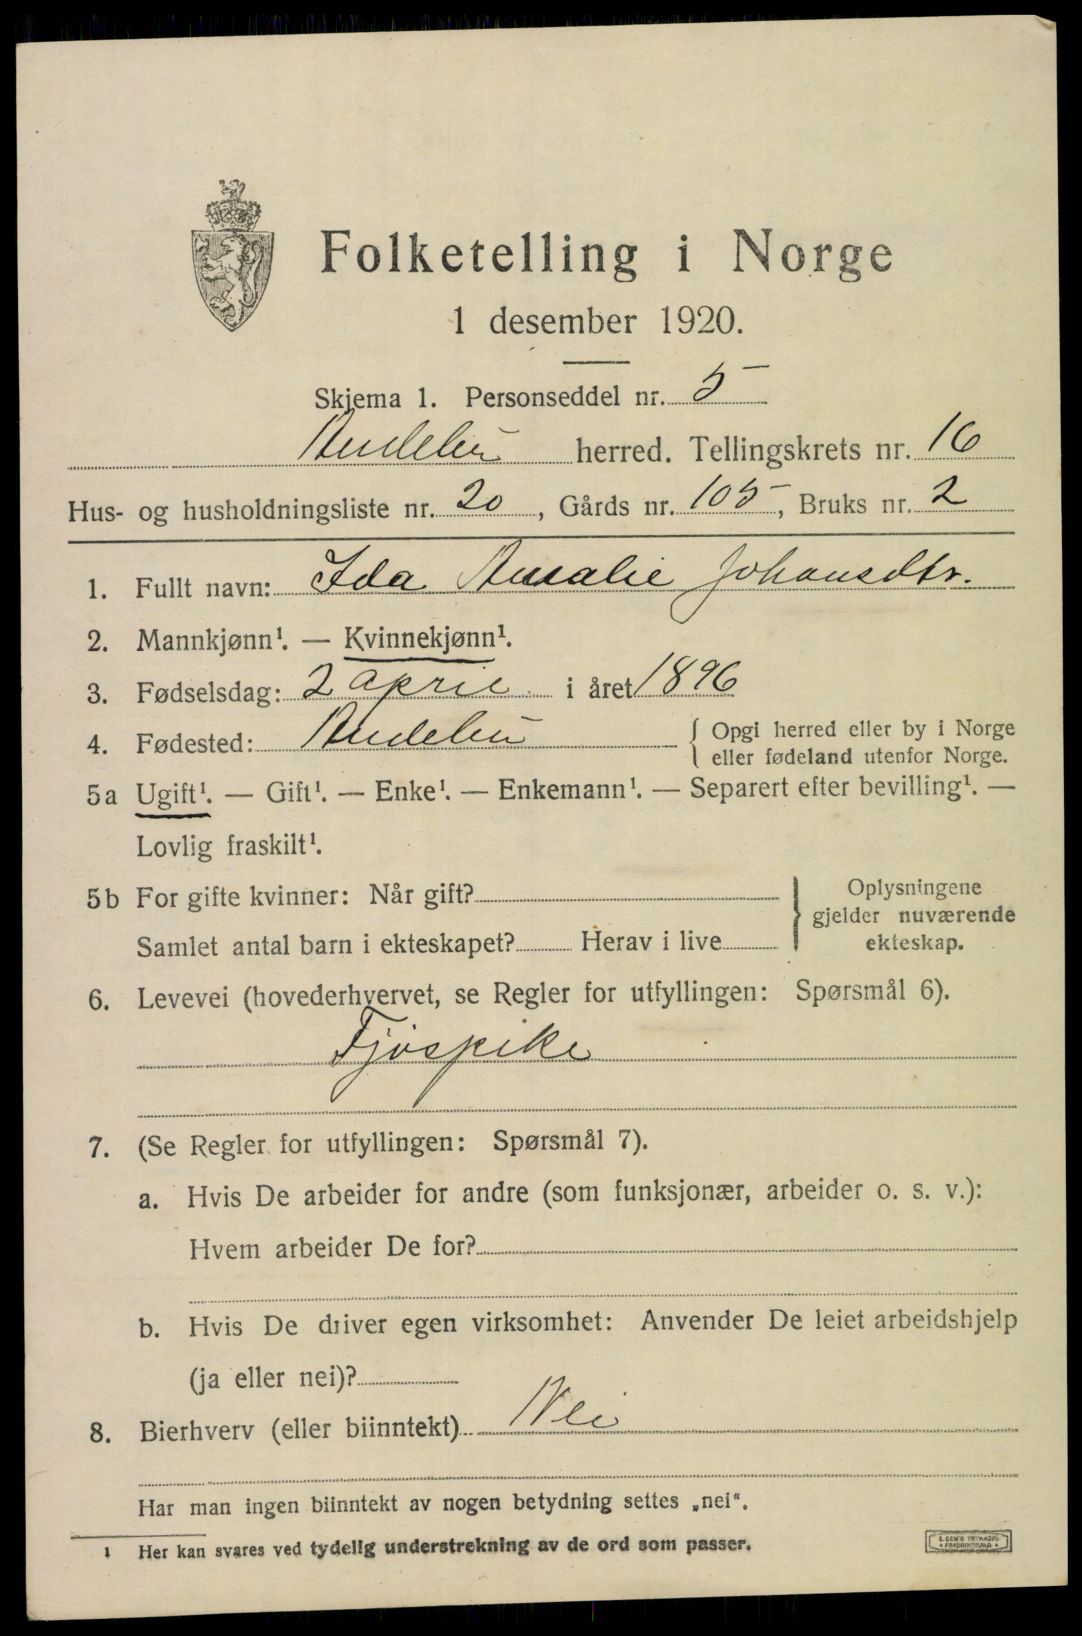 Folketelling i Norge
1 desember 1920.
Skjema 1. Personseddel nr. 5
Andebu herred. Tellingskrets nr. 16
Hus- og husholdningsliste nr. 20, Gårds nr. 105, Bruks nr. 2
1. Fullt navn: Ida Amalie Johansdtr.
2. Mannkjønn¹. — Kvinnekjønn¹.
3. Fødselsdag: 2 april i året 1896
4. Fødested: Andebu { Opgi herred eller by i Norge
eller fødeland utenfor Norge.
5a Ugift¹. — Gift¹. — Enke¹. — Enkemann¹. — Separert efter bevilling¹. —
Lovlig fraskilt¹.
5b For gifte kvinner: Når gift?
Samlet antal barn i ekteskapet? Herav i live
} Oplysningene
gjelder nuværende
ekteskap.
6. Levevei (hovederhvervet, se Regler for utfyllingen: Spørsmål 6).
Fjøspike
7. (Se Regler for utfyllingen: Spørsmål 7).
a. Hvis De arbeider for andre (som funksjonær, arbeider o. s. v.):
Hvem arbeider De for?
b. Hvis De driver egen virksomhet: Anvender De leiet arbeidshjelp
(ja eller nei)?
8. Bierhverv (eller biinntekt) Nei
Har man ingen biinntekt av nogen betydning settes „nei“.
¹ Her kan svares ved tydelig understrekning av de ord som passer.